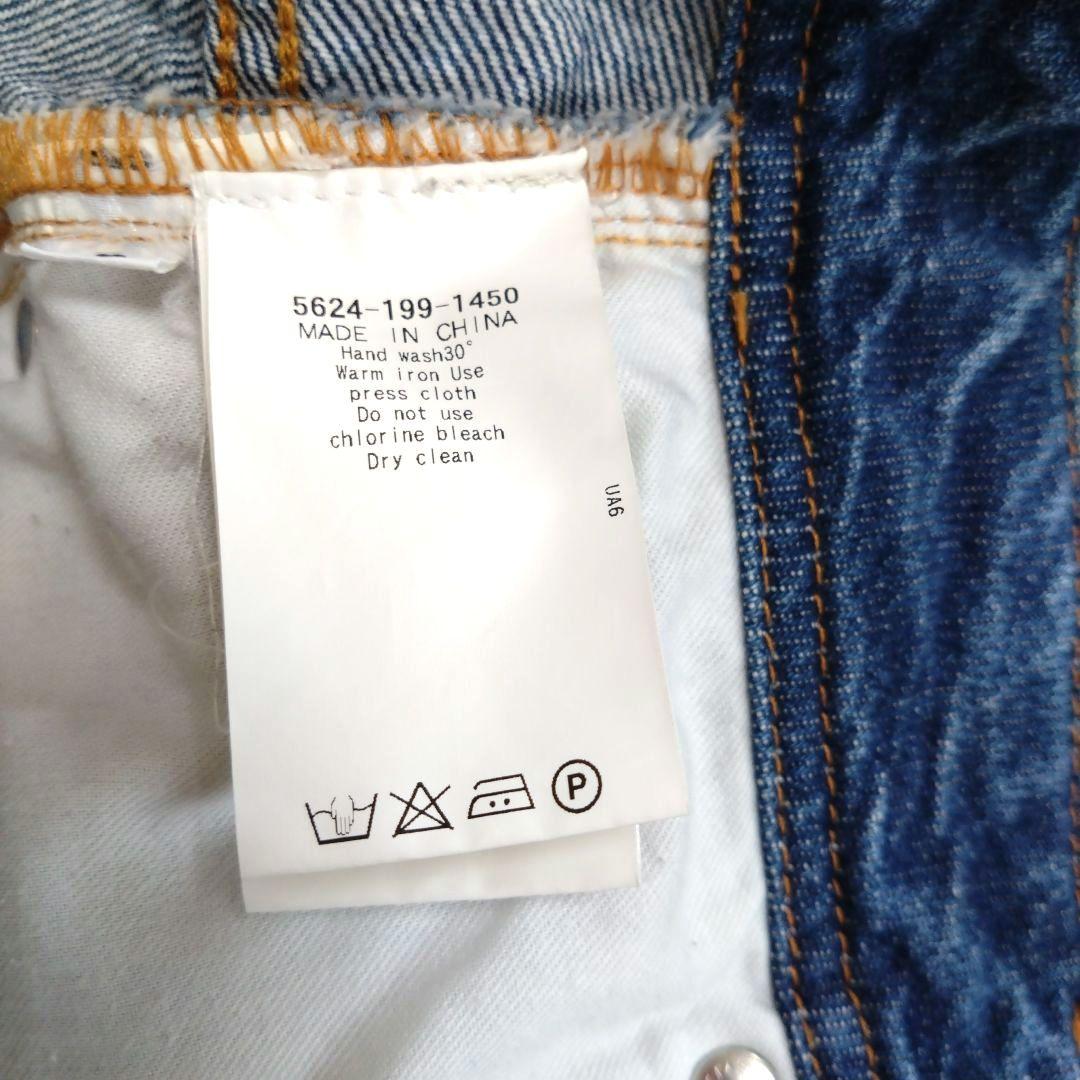 5624-199-1450
MADE IN CHINA
Hand wash30°
Warm iron Use
press cloth
Do not use
chlorine bleach
Dry clean
UA6
P